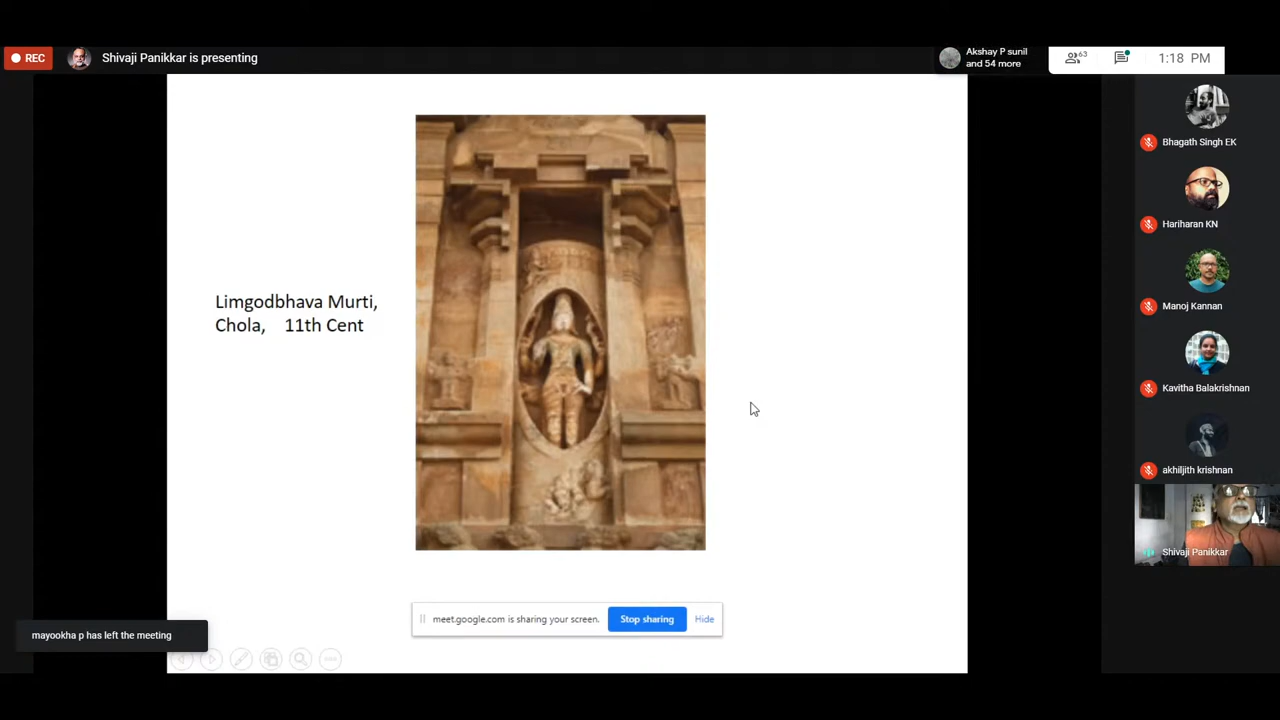 REC
Shivaji Panikkar is presenting
Akshay P sunil
and 54 more
63
1:18 PM
Limgodbhava Murti,
Chola, 11th Cent
Bhagath Singh EK
Hariharan KN
Manoj Kannan
Kavitha Balakrishnan
akhiljith krishnan
Shivaji Panikkar
meet.google.com is sharing your screen.
Stop sharing
Hide
mayookha p has left the meeting